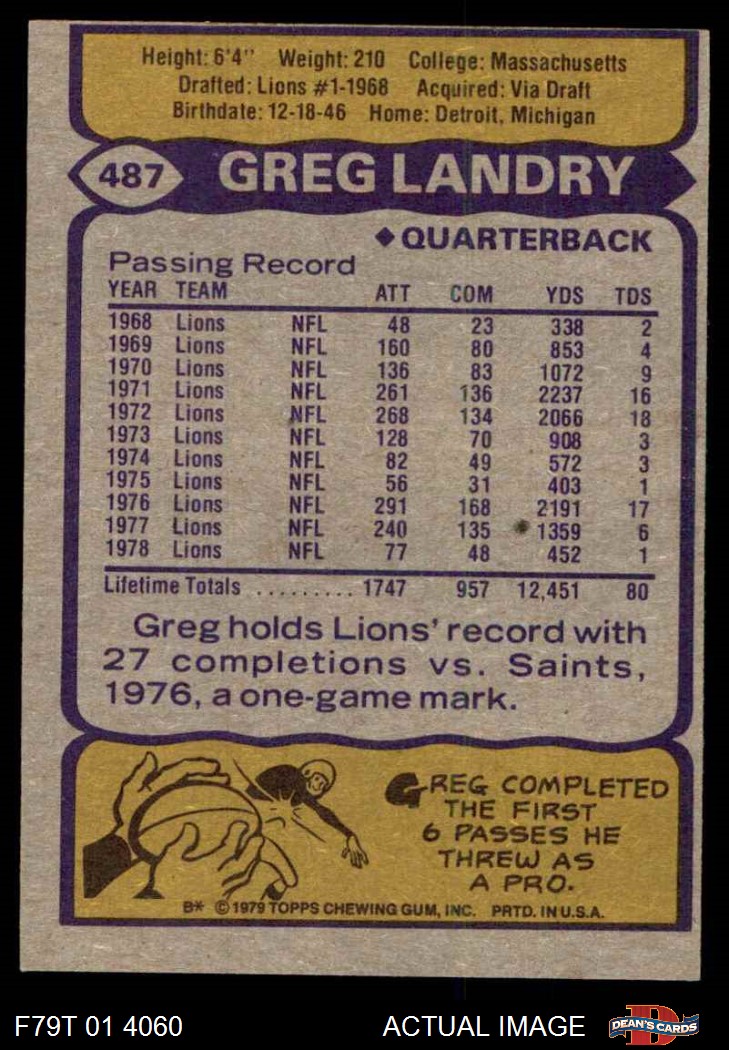 Height: 6'4" Weight: 210 College: Massachusetts
Drafted: Lions #1-1968 Acquired: Via Draft
Birthdate: 12-18-46 Home: Detroit, Michigan
487 GREG LANDRY
◆ QUARTERBACK
Passing Record
YEAR TEAM ATT COM YDS TDS
1968 Lions NFL 48 23 338 2
1969 Lions NFL 160 80 853 4
1970 Lions NFL 136 83 1072 9
1971 Lions NFL 261 136 2237 16
1972 Lions NFL 268 134 2066 18
1973 Lions NFL 128 70 908 3
1974 Lions NFL 82 49 572 3
1975 Lions NFL 56 31 403 1
1976 Lions NFL 291 168 2191 17
1977 Lions NFL 240 135 1359 6
1978 Lions NFL 77 48 452 1
Lifetime Totals ......... 1747 957 12,451 80
Greg holds Lions' record with
27 completions vs. Saints,
1976, a one-game mark.
GREG COMPLETED
THE FIRST
6 PASSES HE
THREW AS
A PRO.
B* © 1979 TOPPS CHEWING GUM, INC. PRTD. IN U.S.A.
F79T 01 4060 ACTUAL IMAGE D DEAN'S CARDS